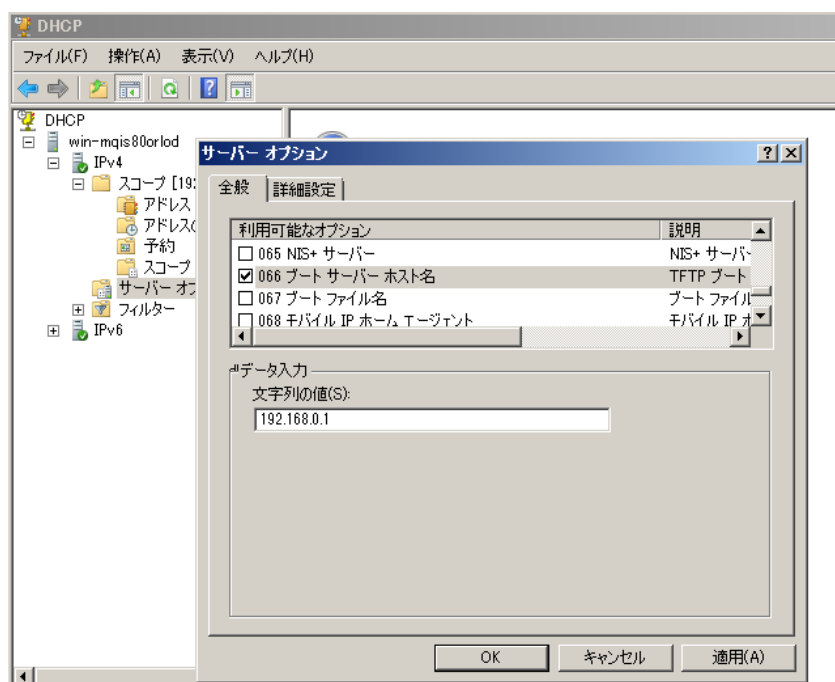 DHCP
ファイル(F) 操作(A) 表示(V) ヘルプ(H)
DHCP
win-mqis80orlod
IPv4
スコープ [192
アドレス
アドレス(
予約
スコープ
サーバー オプ
フィルター
IPv6
サーバー オプション
全般 詳細設定
利用可能なオプション 説明
065 NIS+ サーバー NIS+ サーバ
066 ブート サーバー ホスト名 TFTP ブート
067 ブート ファイル名 ブート ファイル
068 モバイル IP ホーム エージェント モバイル IP ホ
データ入力
文字列の値(S):
192.168.0.1
OK キャンセル 適用(A)